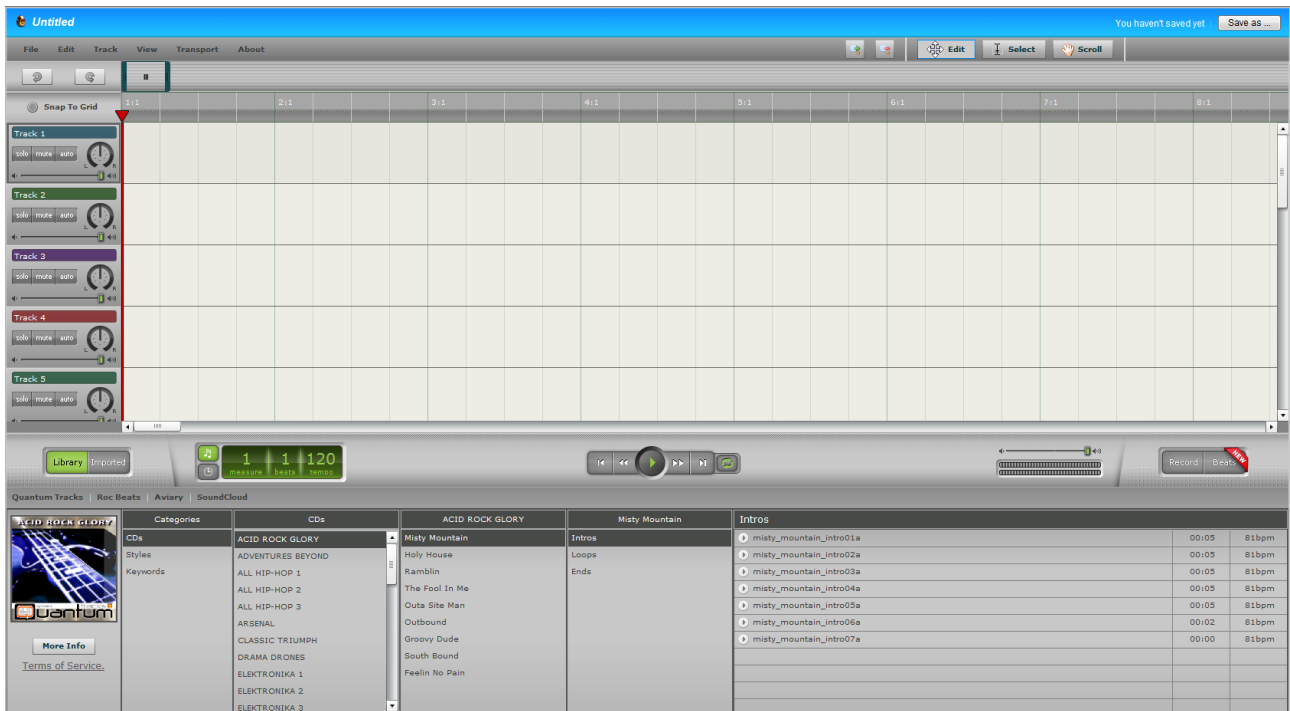 Untitled
You haven't saved yet
Save as ...
File Edit Track View Transport About
Edit
Select
Scroll
Snap To Grid
1:1 2:1 3:1 4:1 5:1 6:1 7:1 8:1
Track 1
solo mute auto
L R
Track 2
solo mute auto
L R
Track 3
solo mute auto
L R
Track 4
solo mute auto
L R
Track 5
solo mute auto
L R
Library Imported
1 1 120
measure beats tempo
Record Beats NEW
Quantum Tracks Roc Beats Aviary SoundCloud
ACID ROCK GLORY
Quantum
More Info
Terms of Service.
Categories
CDs
Styles
Keywords
CDs
ACID ROCK GLORY
ADVENTURES BEYOND
ALL HIP-HOP 1
ALL HIP-HOP 2
ALL HIP-HOP 3
ARSENAL
CLASSIC TRIUMPH
DRAMA DRONES
ELEKTRONIKA 1
ELEKTRONIKA 2
ELEKTRONIKA 3
ACID ROCK GLORY
Misty Mountain
Holy House
Ramblin
The Fool In Me
Outa Site Man
Outbound
Groovy Dude
South Bound
Feelin No Pain
Misty Mountain
Intros
Loops
Ends
Intros
misty_mountain_intro01a 00:05 81bpm
misty_mountain_intro02a 00:05 81bpm
misty_mountain_intro03a 00:05 81bpm
misty_mountain_intro04a 00:05 81bpm
misty_mountain_intro05a 00:05 81bpm
misty_mountain_intro06a 00:02 81bpm
misty_mountain_intro07a 00:00 81bpm